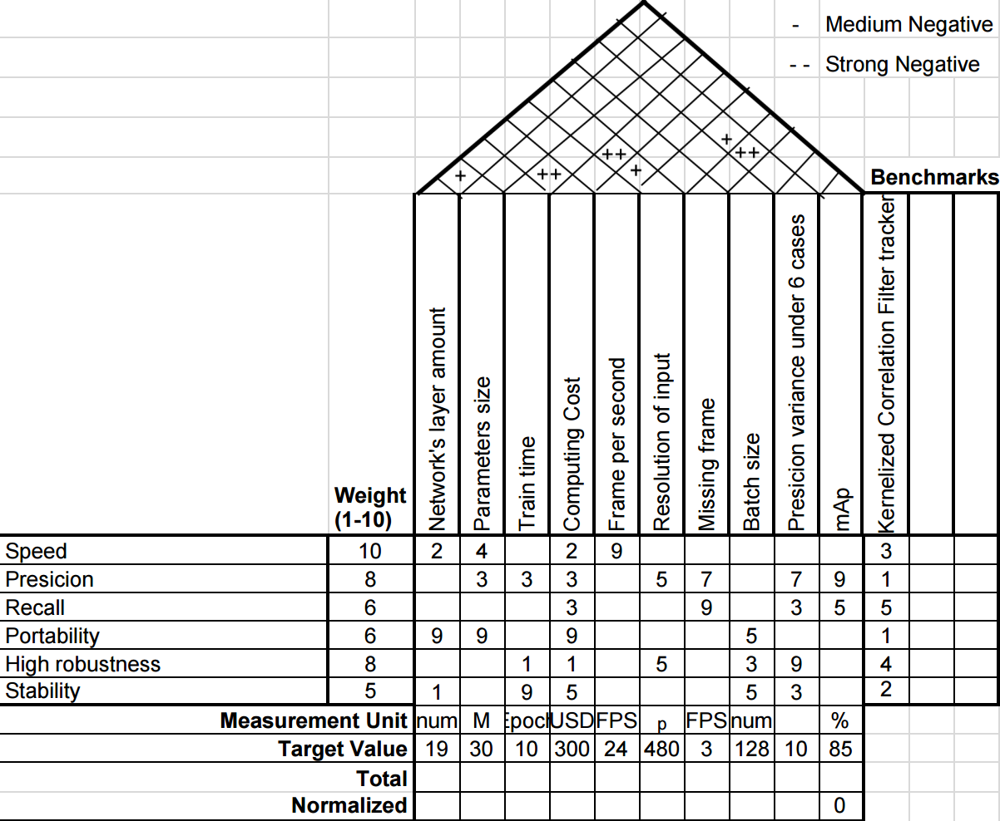 - Medium Negative
- - Strong Negative
+ ++
++ +
+ ++
Benchmarks
Weight
(1-10)
Network's layer amount
Parameters size
Train time
Computing Cost
Frame per second
Resolution of input
Missing frame
Batch size
Presicion variance under 6 cases
mAp
Kernelized Correlation Filter tracker
Speed 10 2 4 2 9 3
Presicion 8 3 3 3 5 7 7 9 1
Recall 6 3 9 3 5 5
Portability 6 9 9 9 5 1
High robustness 8 1 1 5 3 9 4
Stability 5 1 9 5 5 3 2
Measurement Unit num M Epoch USD FPS p FPS num %
Target Value 19 30 10 300 24 480 3 128 10 85
Total
Normalized 0